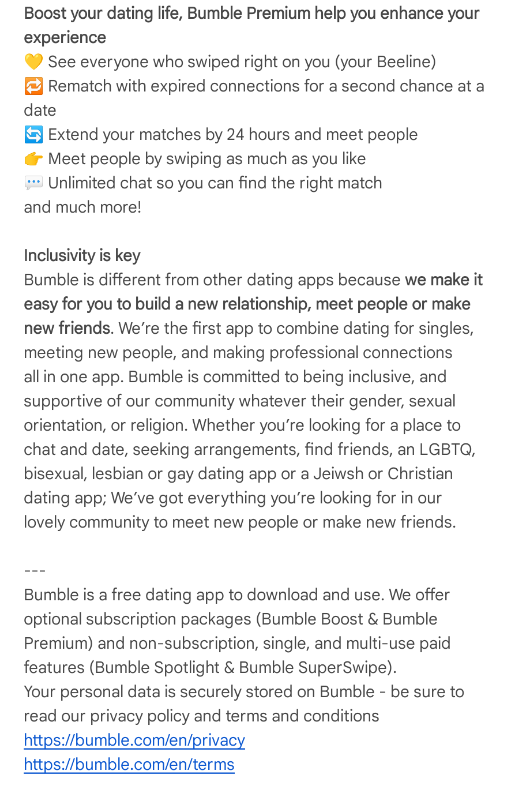 Boost your dating life, Bumble Premium help you enhance your
experience
💛 See everyone who swiped right on you (your Beeline)
🔁 Rematch with expired connections for a second chance at a
date
🔄 Extend your matches by 24 hours and meet people
👉 Meet people by swiping as much as you like
💬 Unlimited chat so you can find the right match
and much more!

Inclusivity is key
Bumble is different from other dating apps because we make it
easy for you to build a new relationship, meet people or make
new friends. We’re the first app to combine dating for singles,
meeting new people, and making professional connections
all in one app. Bumble is committed to being inclusive, and
supportive of our community whatever their gender, sexual
orientation, or religion. Whether you’re looking for a place to
chat and date, seeking arrangements, find friends, an LGBTQ,
bisexual, lesbian or gay dating app or a Jeiwsh or Christian
dating app; We’ve got everything you’re looking for in our
lovely community to meet new people or make new friends.

---
Bumble is a free dating app to download and use. We offer
optional subscription packages (Bumble Boost & Bumble
Premium) and non-subscription, single, and multi-use paid
features (Bumble Spotlight & Bumble SuperSwipe).
Your personal data is securely stored on Bumble - be sure to
read our privacy policy and terms and conditions
https://bumble.com/en/privacy
https://bumble.com/en/terms